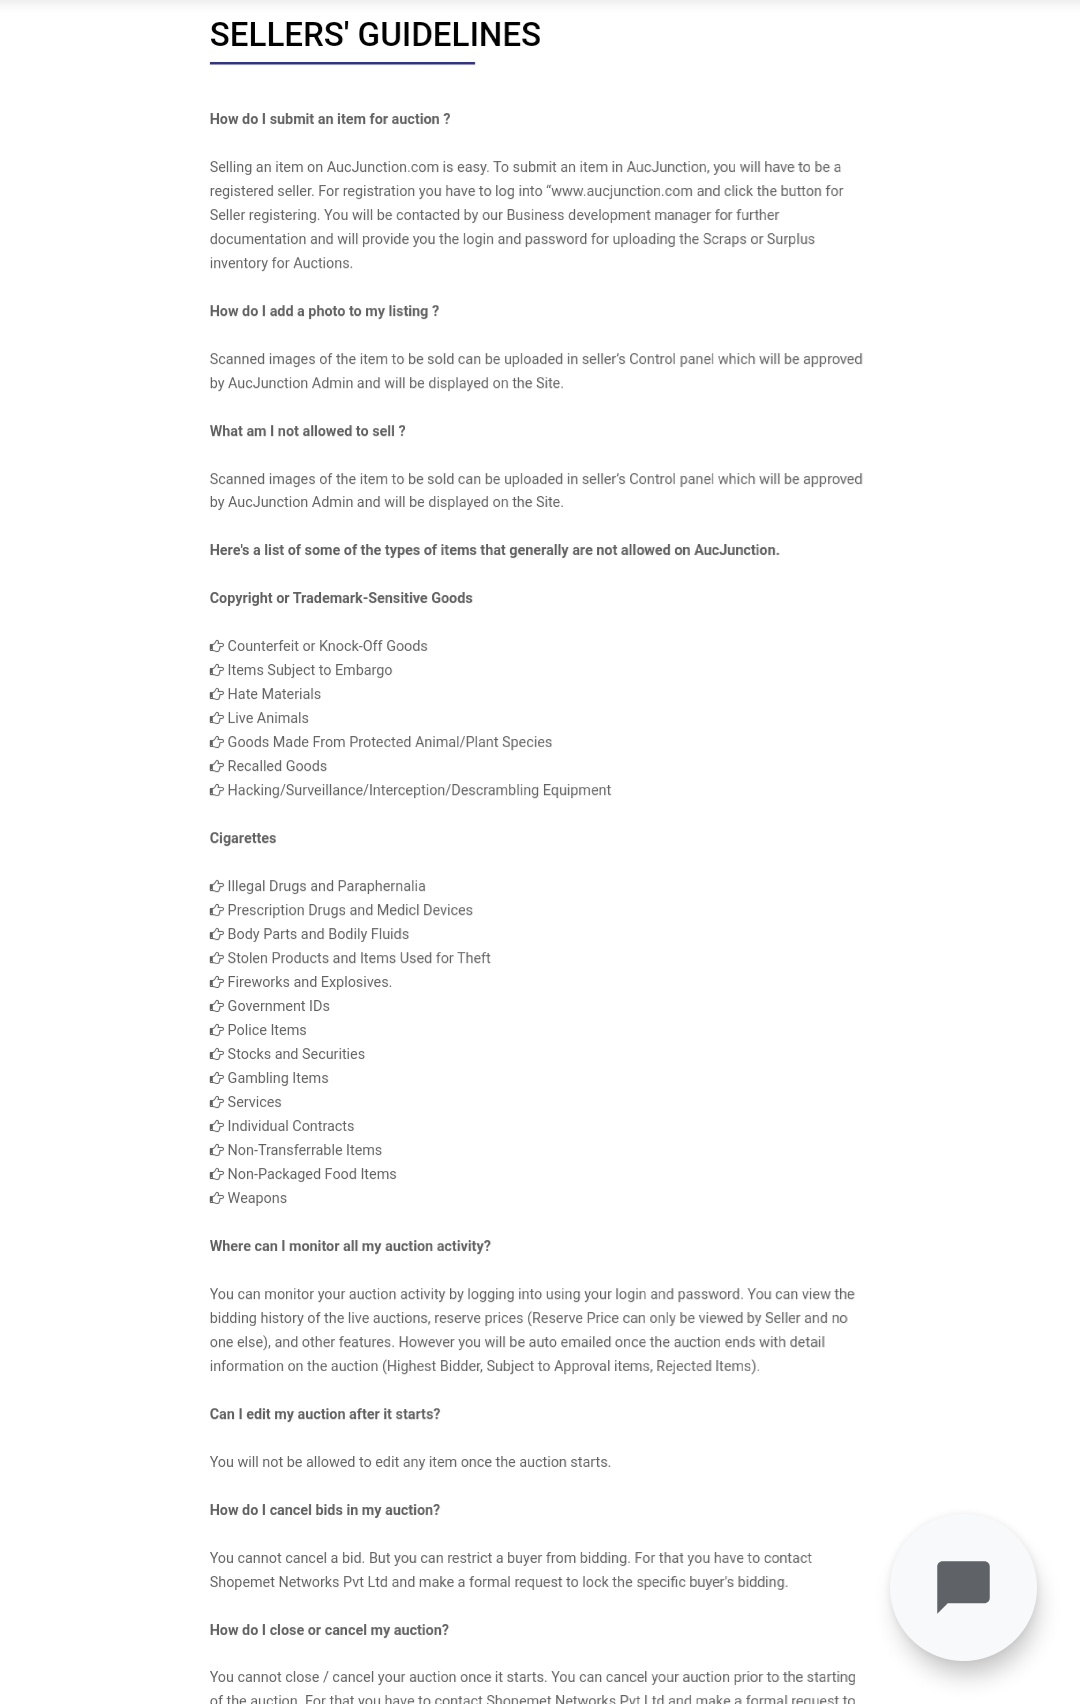 SELLERS' GUIDELINES
How do I submit an item for auction ?
Selling an item on AucJunction.com is easy. To submit an item in AucJunction, you will have to be a
registered seller. For registration you have to log into “www.aucjunction.com and click the button for
Seller registering. You will be contacted by our Business development manager for further
documentation and will provide you the login and password for uploading the Scraps or Surplus
inventory for Auctions.
How do I add a photo to my listing ?
Scanned images of the item to be sold can be uploaded in seller’s Control panel which will be approved
by AucJunction Admin and will be displayed on the Site.
What am I not allowed to sell ?
Scanned images of the item to be sold can be uploaded in seller’s Control panel which will be approved
by AucJunction Admin and will be displayed on the Site.
Here's a list of some of the types of items that generally are not allowed on AucJunction.
Copyright or Trademark-Sensitive Goods
Counterfeit or Knock-Off Goods
Items Subject to Embargo
Hate Materials
Live Animals
Goods Made From Protected Animal/Plant Species
Recalled Goods
Hacking/Surveillance/Interception/Descrambling Equipment
Cigarettes
Illegal Drugs and Paraphernalia
Prescription Drugs and Medicl Devices
Body Parts and Bodily Fluids
Stolen Products and Items Used for Theft
Fireworks and Explosives.
Government IDs
Police Items
Stocks and Securities
Gambling Items
Services
Individual Contracts
Non-Transferrable Items
Non-Packaged Food Items
Weapons
Where can I monitor all my auction activity?
You can monitor your auction activity by logging into using your login and password. You can view the
bidding history of the live auctions, reserve prices (Reserve Price can only be viewed by Seller and no
one else), and other features. However you will be auto emailed once the auction ends with detail
information on the auction (Highest Bidder, Subject to Approval items, Rejected Items).
Can I edit my auction after it starts?
You will not be allowed to edit any item once the auction starts.
How do I cancel bids in my auction?
You cannot cancel a bid. But you can restrict a buyer from bidding. For that you have to contact
Shopemet Networks Pvt Ltd and make a formal request to lock the specific buyer's bidding.
How do I close or cancel my auction?
You cannot close / cancel your auction once it starts. You can cancel your auction prior to the starting
of the auction. For that you have to contact Shopemet Networks Pvt Ltd and make a formal request to